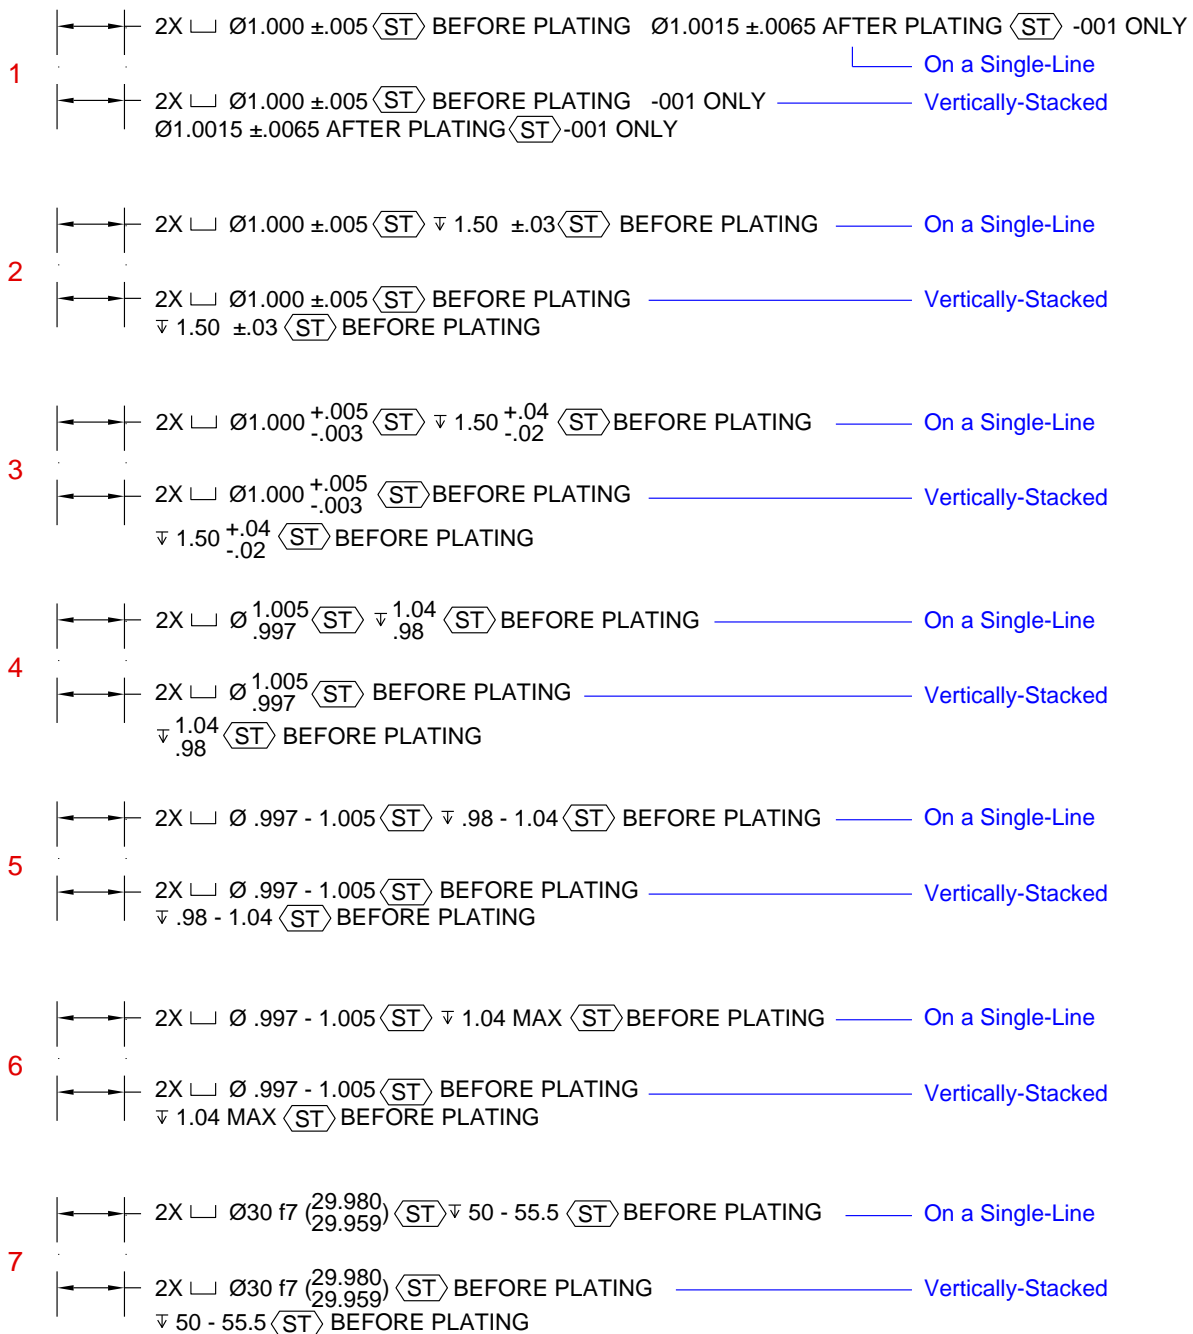 2X ⌴ Ø1.000 ±.005 ST BEFORE PLATING Ø1.0015 ±.0065 AFTER PLATING ST -001 ONLY
On a Single-Line
1
2X ⌴ Ø1.000 ±.005 ST BEFORE PLATING -001 ONLY Vertically-Stacked
Ø1.0015 ±.0065 AFTER PLATING ST -001 ONLY
2X ⌴ Ø1.000 ±.005 ST ↧ 1.50 ±.03 ST BEFORE PLATING On a Single-Line
2
2X ⌴ Ø1.000 ±.005 ST BEFORE PLATING Vertically-Stacked
↧ 1.50 ±.03 ST BEFORE PLATING
2X ⌴ Ø1.000 +.005 -.003 ST ↧ 1.50 +.04 -.02 ST BEFORE PLATING On a Single-Line
3
2X ⌴ Ø1.000 +.005 -.003 ST BEFORE PLATING Vertically-Stacked
↧ 1.50 +.04 -.02 ST BEFORE PLATING
2X ⌴ Ø 1.005 .997 ST ↧ 1.04 .98 ST BEFORE PLATING On a Single-Line
4
2X ⌴ Ø 1.005 .997 ST BEFORE PLATING Vertically-Stacked
↧ 1.04 .98 ST BEFORE PLATING
2X ⌴ Ø .997 - 1.005 ST ↧ .98 - 1.04 ST BEFORE PLATING On a Single-Line
5
2X ⌴ Ø .997 - 1.005 ST BEFORE PLATING Vertically-Stacked
↧ .98 - 1.04 ST BEFORE PLATING
2X ⌴ Ø .997 - 1.005 ST ↧ 1.04 MAX ST BEFORE PLATING On a Single-Line
6
2X ⌴ Ø .997 - 1.005 ST BEFORE PLATING Vertically-Stacked
↧ 1.04 MAX ST BEFORE PLATING
2X ⌴ Ø30 f7 (29.980 29.959) ST ↧ 50 - 55.5 ST BEFORE PLATING On a Single-Line
7
2X ⌴ Ø30 f7 (29.980 29.959) ST BEFORE PLATING Vertically-Stacked
↧ 50 - 55.5 ST BEFORE PLATING